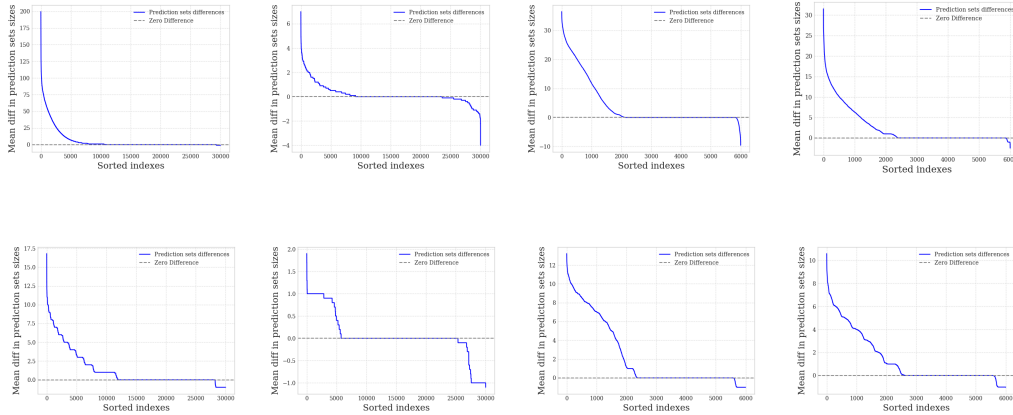 Prediction sets differences
Zero Difference
Mean diff in prediction sets sizes
200
175
150
125
100
75
50
25
0
0 5000 10000 15000 20000 25000 30000
Sorted indexes
Prediction sets differences
Zero Difference
Mean diff in prediction sets sizes
6
4
2
0
−2
−4
0 5000 10000 15000 20000 25000 30000
Sorted indexes
Prediction sets differences
Zero Difference
Mean diff in prediction sets sizes
30
20
10
0
−10
0 1000 2000 3000 4000 5000 6000
Sorted indexes
Prediction sets differences
Zero Difference
Mean diff in prediction sets sizes
30
25
20
15
10
5
0
0 1000 2000 3000 4000 5000 6000
Sorted indexes
Prediction sets differences
Zero Difference
Mean diff in prediction sets sizes
17.5
15.0
12.5
10.0
7.5
5.0
2.5
0.0
0 5000 10000 15000 20000 25000 30000
Sorted indexes
Prediction sets differences
Zero Difference
Mean diff in prediction sets sizes
2.0
1.5
1.0
0.5
0.0
−0.5
−1.0
0 5000 10000 15000 20000 25000 30000
Sorted indexes
Prediction sets differences
Zero Difference
Mean diff in prediction sets sizes
12
10
8
6
4
2
0
0 1000 2000 3000 4000 5000 6000
Sorted indexes
Prediction sets differences
Zero Difference
Mean diff in prediction sets sizes
10
8
6
4
2
0
0 1000 2000 3000 4000 5000 6000
Sorted indexes